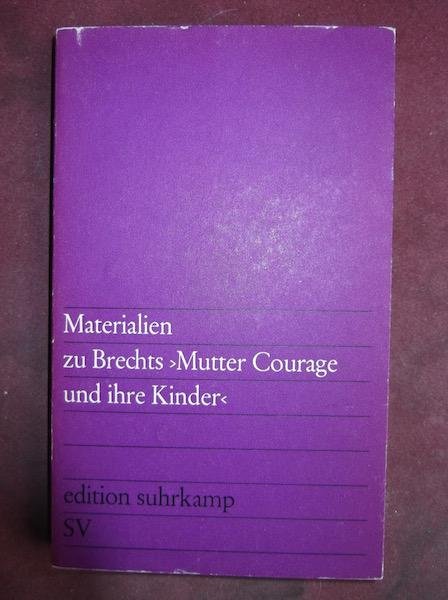 Materialien
zu Brechts ›Mutter Courage
und ihre Kinder‹
edition suhrkamp
SV